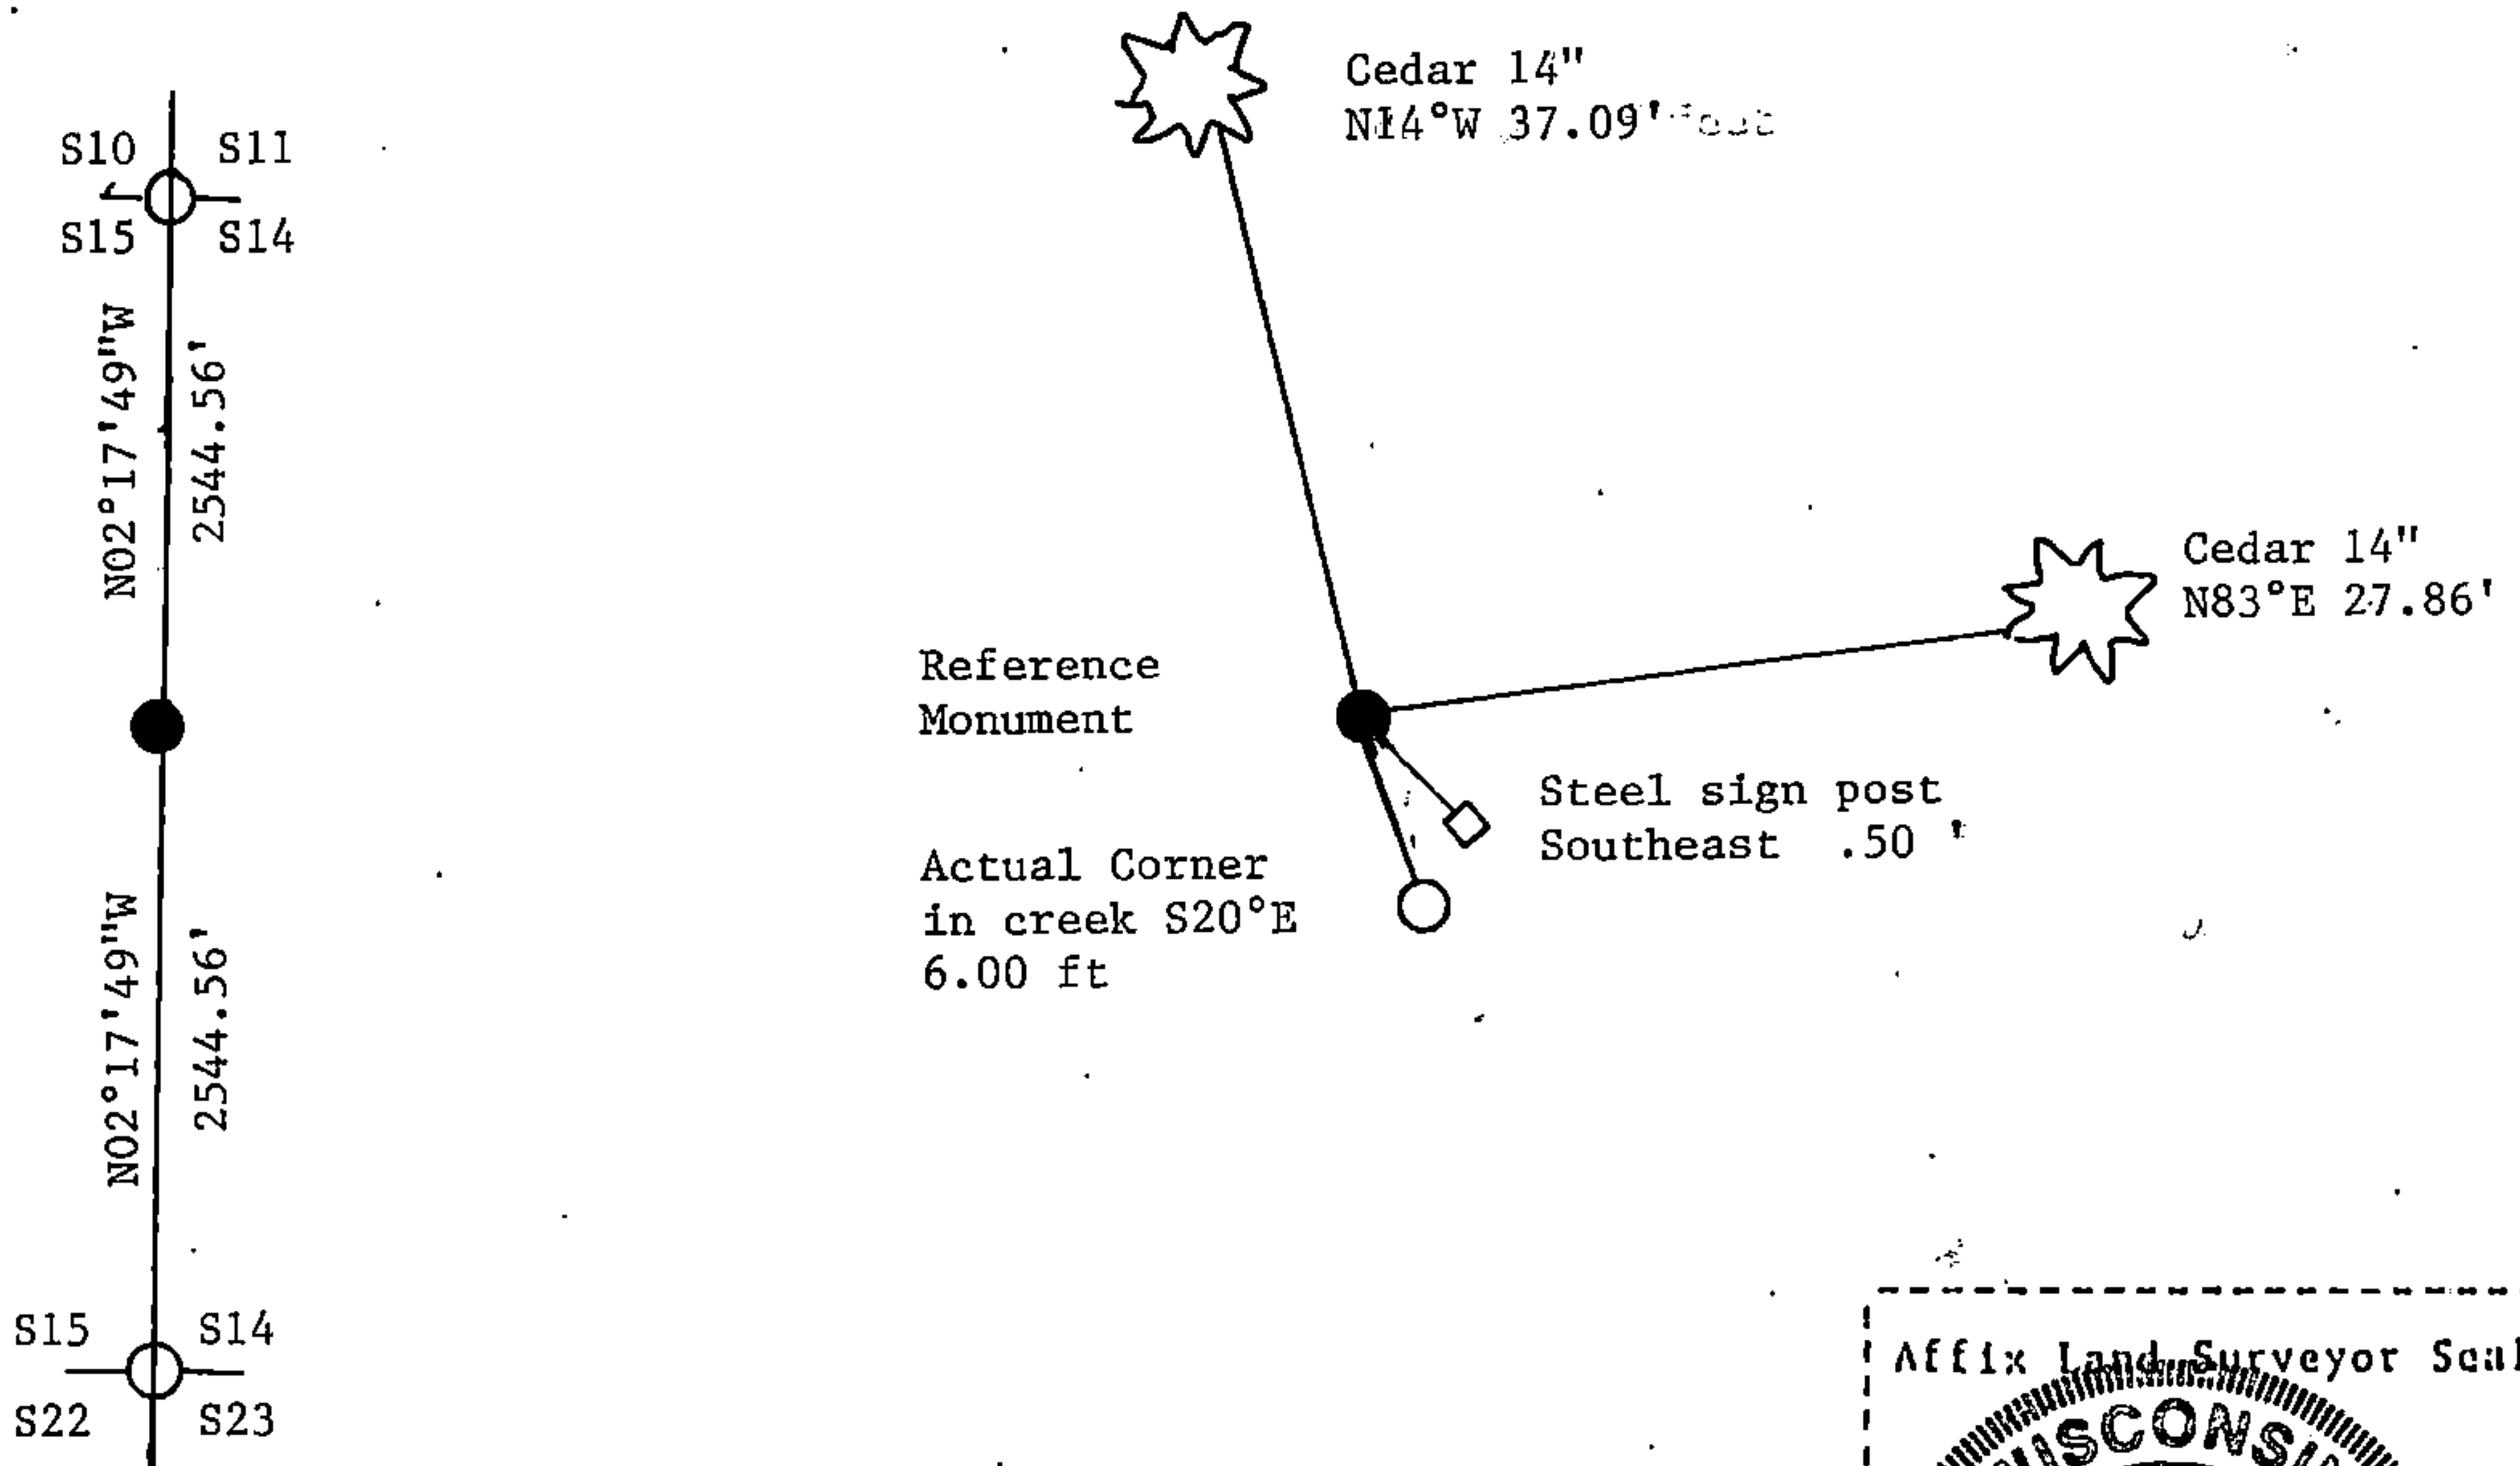 S10 S11
S15 S14
N02°17'49"W
2544.56'
N02°17'49"W
2544.56'
S15 S14
S22 S23
Cedar 14"
N14°W 37.09'
Cedar 14"
N83°E 27.86'
Reference
Monument
Steel sign post
Southeast .50 '
Actual Corner
in creek S20°E
6.00 ft
Affix Land Surveyor Seal